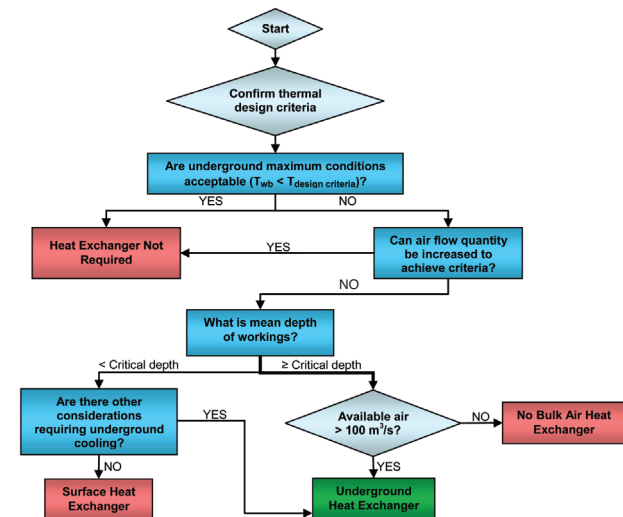 Start
Confirm thermal
design criteria
Are underground maximum conditions
acceptable (Twb < Tdesign criteria)?
YES
NO
Heat Exchanger Not
Required
YES
Can air flow quantity
be increased to
achieve criteria?
NO
What is mean depth
of workings?
< Critical depth
≥ Critical depth
Are there other
considerations
requiring underground
cooling?
YES
Available air
> 100 m³/s?
NO
No Bulk Air Heat
Exchanger
NO
YES
Surface Heat
Exchanger
Underground
Heat Exchanger